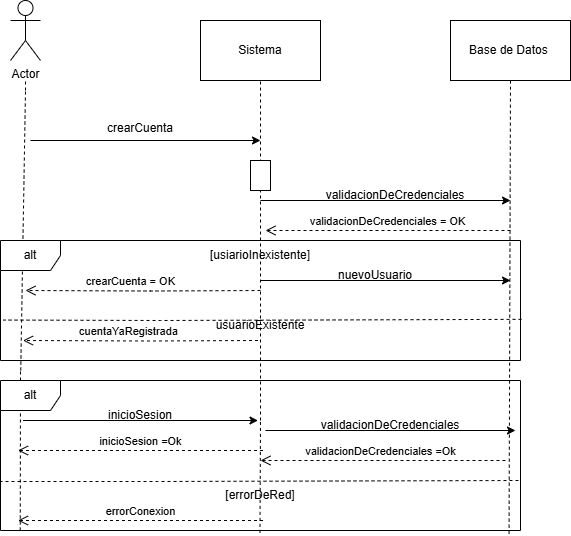 Sistema
Base de Datos
Actor
crearCuenta
validacionDeCredenciales
validacionDeCredenciales = OK
alt
[usiarioInexistente]
nuevoUsuario
crearCuenta = OK
usuarioExistente
cuentaYaRegistrada
alt
inicioSesion
validacionDeCredenciales
inicioSesion =Ok
validacionDeCredenciales =Ok
[errorDeRed]
errorConexion